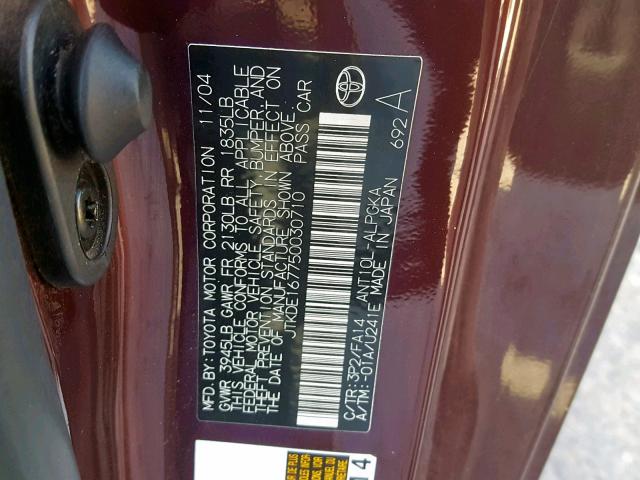 MFD.BY:TOYOTA MOTOR CORPORATION 11/04
GVWR 3945LB GAWR FR 2130LB RR 1835LB
THIS VEHICLE CONFORMS TO ALL APPLICABLE
FEDERAL MOTOR VEHICLE SAFETY, BUMPER, AND
THEFT PREVENTION STANDARDS IN EFFECT ON
THE DATE OF MANUFACTURE SHOWN ABOVE.
JTKDE167750030710 PASS CAR
C/TR:3P2/FA14 ANT10L-ALPGKA
A/TM:-01A/U241E MADE IN JAPAN
692 A
14